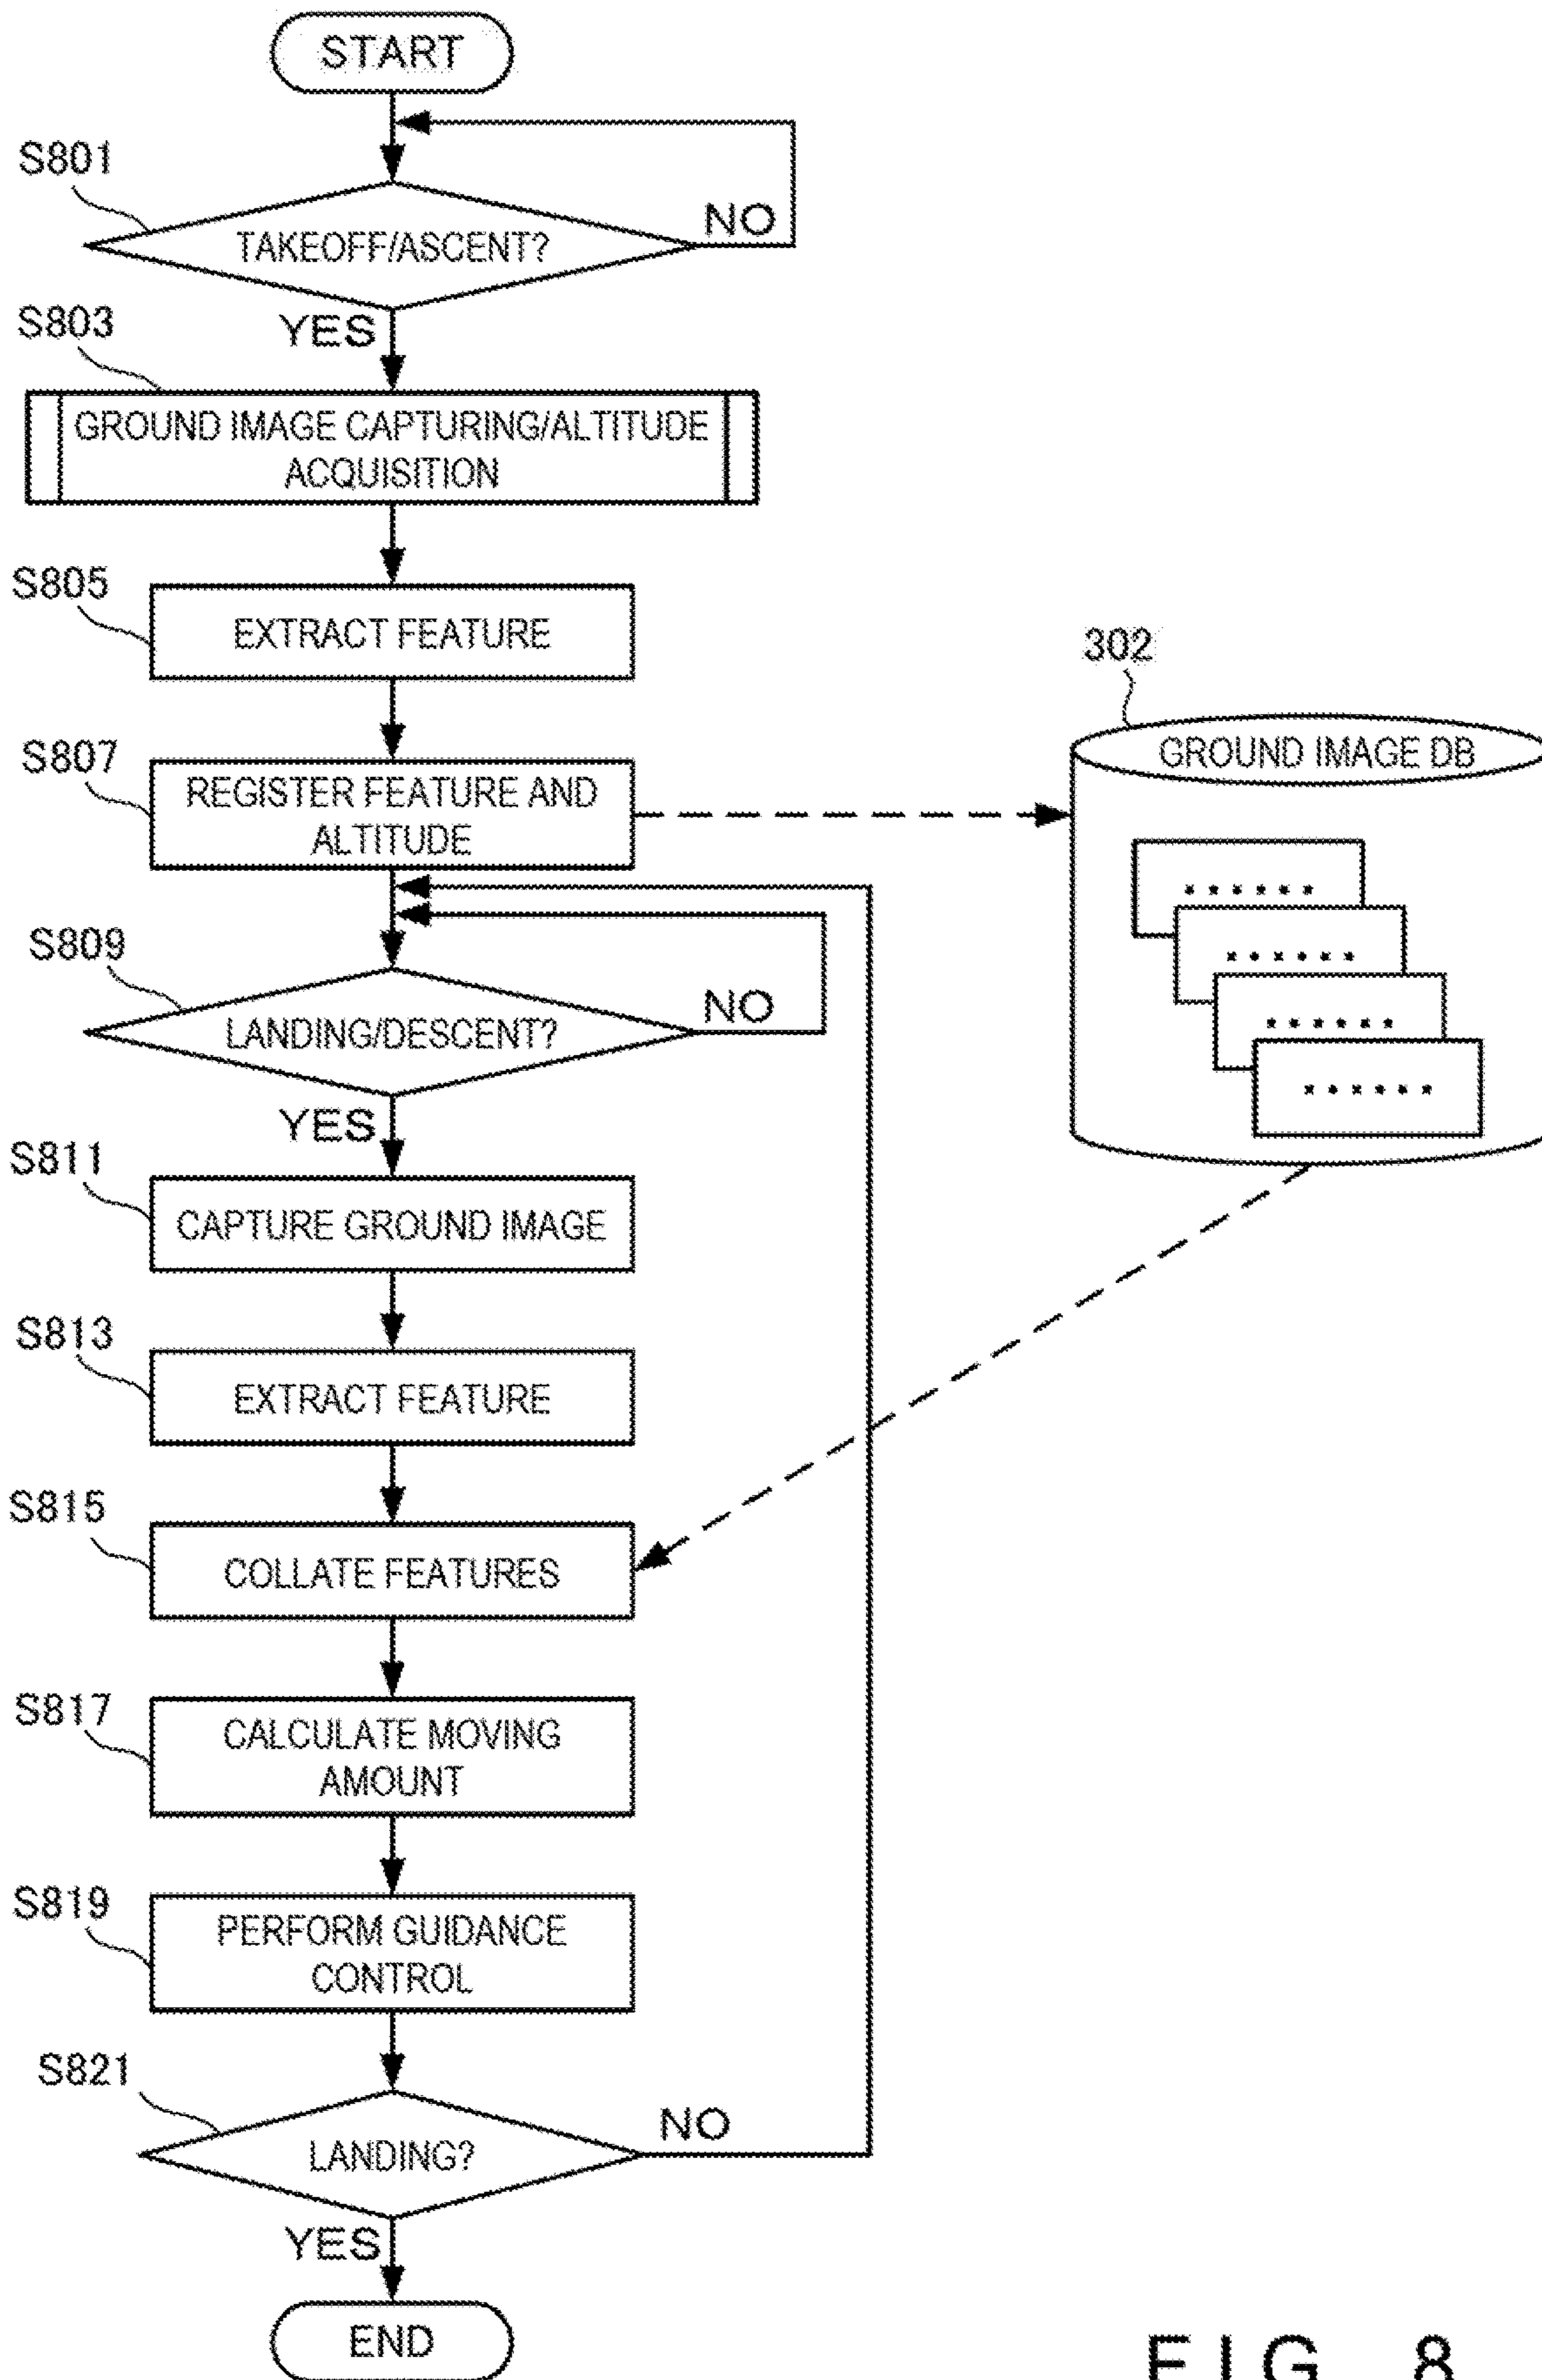 START
S801
TAKEOFF/ASCENT?
NO
YES
S803
GROUND IMAGE CAPTURING/ALTITUDE
ACQUISITION
S805
EXTRACT FEATURE
S807
REGISTER FEATURE AND
ALTITUDE
302
GROUND IMAGE DB
......
......
......
......
S809
LANDING/DESCENT?
NO
YES
S811
CAPTURE GROUND IMAGE
S813
EXTRACT FEATURE
S815
COLLATE FEATURES
S817
CALCULATE MOVING
AMOUNT
S819
PERFORM GUIDANCE
CONTROL
S821
LANDING?
NO
YES
END
FIG. 8